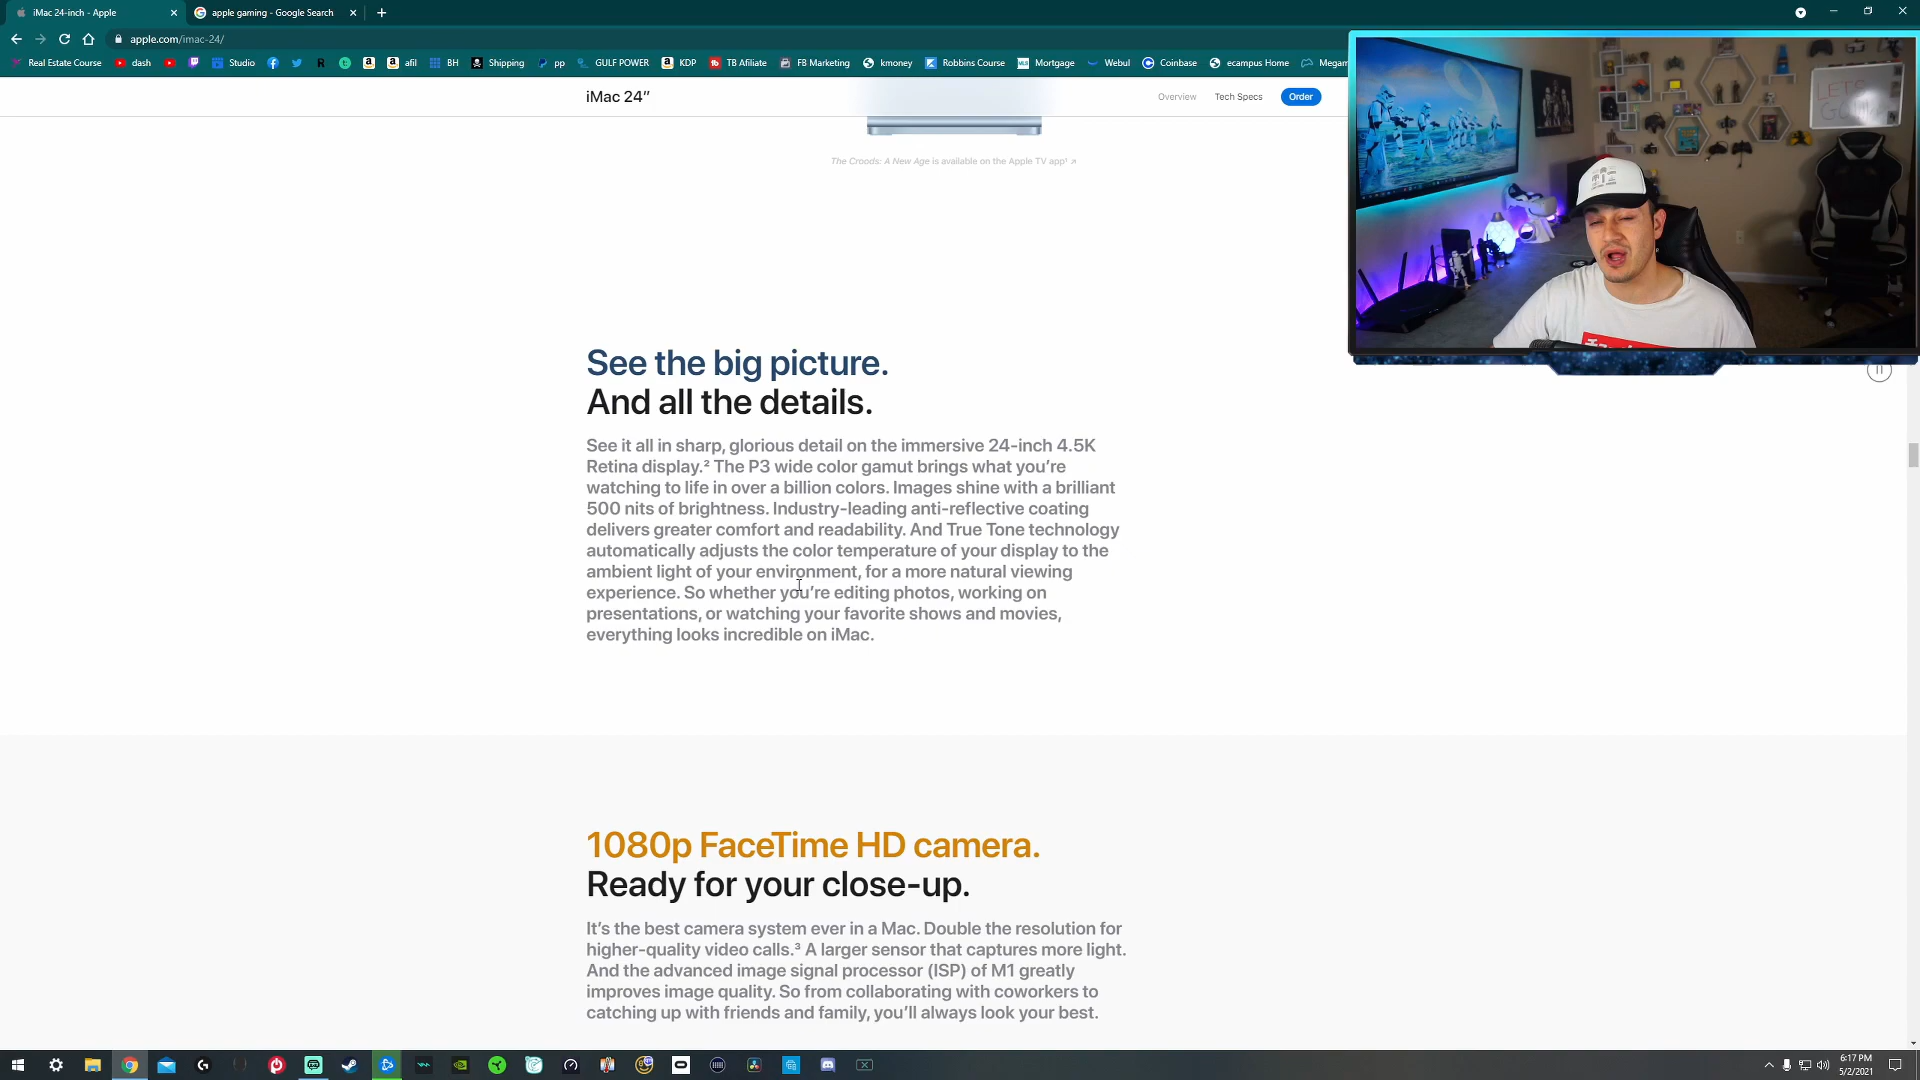 iMac 24-inch - Apple
apple gaming - Google Search
apple.com/imac-24/
Real Estate Course dash Studio R afil BH Shipping pp GULF POWER KDP TB Afiliate FB Marketing kmoney Robbins Course Mortgage Webul Coinbase ecampus Home Megam
iMac 24″ Overview Tech Specs Order
The Croods: A New Age is available on the Apple TV app¹ ↗
LETS
See the big picture.
And all the details.
See it all in sharp, glorious detail on the immersive 24-inch 4.5K
Retina display.² The P3 wide color gamut brings what you’re
watching to life in over a billion colors. Images shine with a brilliant
500 nits of brightness. Industry-leading anti-reflective coating
delivers greater comfort and readability. And True Tone technology
automatically adjusts the color temperature of your display to the
ambient light of your environment, for a more natural viewing
experience. So whether you’re editing photos, working on
presentations, or watching your favorite shows and movies,
everything looks incredible on iMac.
1080p FaceTime HD camera.
Ready for your close-up.
It’s the best camera system ever in a Mac. Double the resolution for
higher-quality video calls.³ A larger sensor that captures more light.
And the advanced image signal processor (ISP) of M1 greatly
improves image quality. So from collaborating with coworkers to
catching up with friends and family, you’ll always look your best.
6:17 PM
5/2/2021